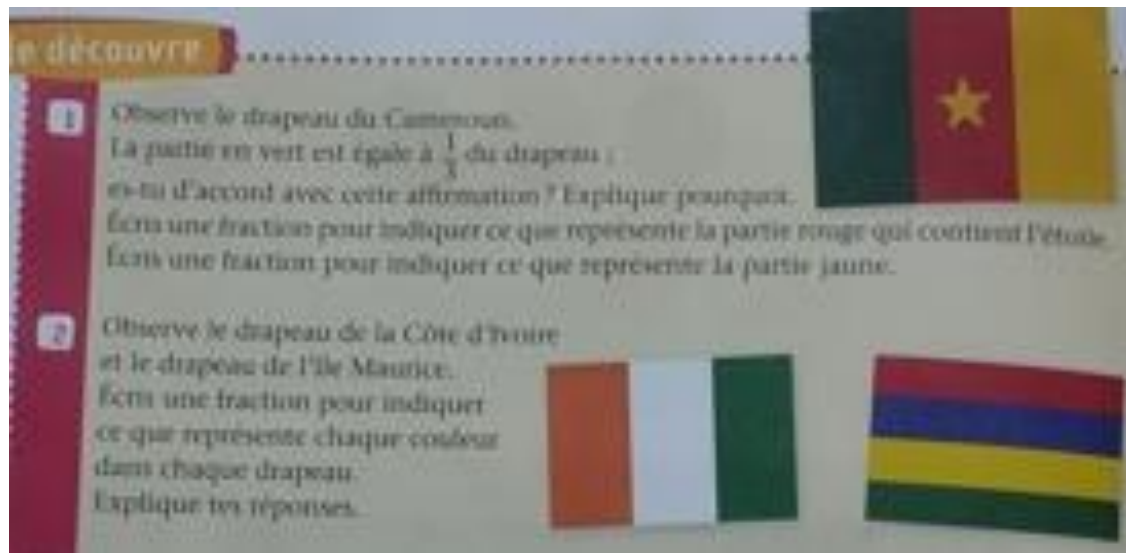 e découvre
1
Observe le drapeau du Cameroun.
La partie en vert est égale à 1/3 du drapeau ;
es-tu d'accord avec cette affirmation ? Explique pourquoi.
Écris une fraction pour indiquer ce que représente la partie rouge qui contient l'étoile.
Écris une fraction pour indiquer ce que représente la partie jaune.
2
Observe le drapeau de la Côte d'Ivoire
et le drapeau de l'île Maurice.
Écris une fraction pour indiquer
ce que représente chaque couleur
dans chaque drapeau.
Explique tes réponses.